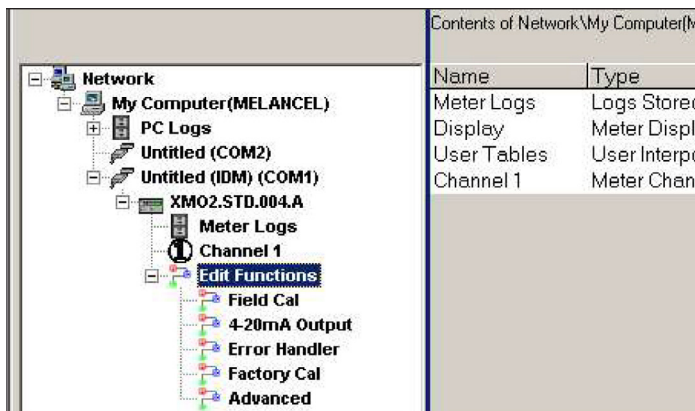 Contents of Network\My Computer(M
Network
My Computer(MELANCEL)
PC Logs
Untitled (COM2)
Untitled (IDM) (COM1)
XMO2.STD.004.A
Meter Logs
1 Channel 1
Edit Functions
Field Cal
4-20mA Output
Error Handler
Factory Cal
Advanced
Name Type
Meter Logs Logs Stored
Display Meter Displ
User Tables User Interpo
Channel 1 Meter Chan